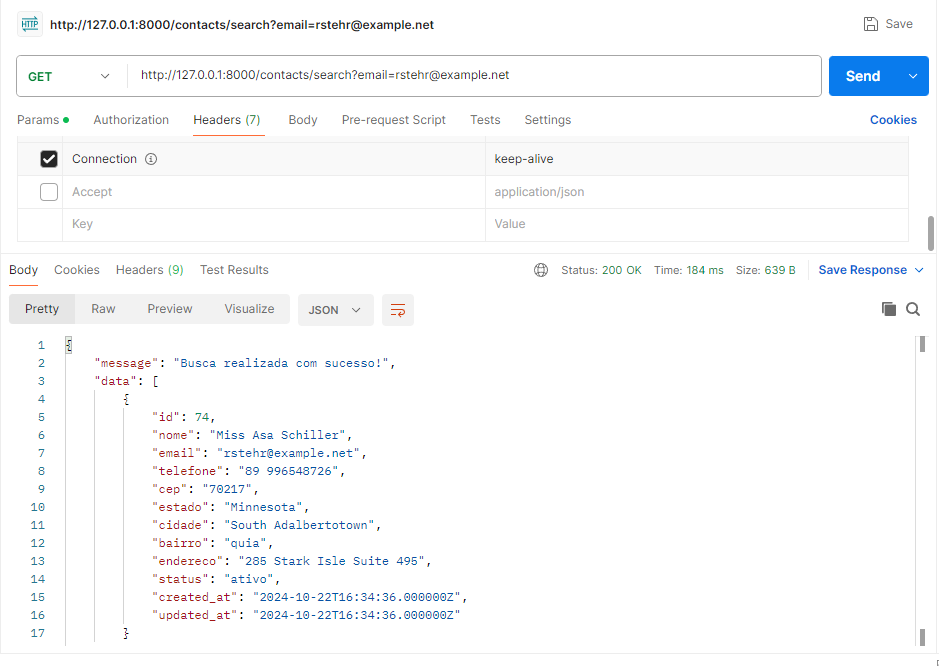 HTTP http://127.0.0.1:8000/contacts/search?email=rstehr@example.net Save
GET http://127.0.0.1:8000/contacts/search?email=rstehr@example.net Send
Params Authorization Headers (7) Body Pre-request Script Tests Settings Cookies
Connection keep-alive
Accept application/json
Key Value
Body Cookies Headers (9) Test Results Status: 200 OK Time: 184 ms Size: 639 B Save Response
Pretty Raw Preview Visualize JSON
1 {
2 "message": "Busca realizada com sucesso!",
3 "data": [
4 {
5 "id": 74,
6 "nome": "Miss Asa Schiller",
7 "email": "rstehr@example.net",
8 "telefone": "89 996548726",
9 "cep": "70217",
10 "estado": "Minnesota",
11 "cidade": "South Adalbertotown",
12 "bairro": "quia",
13 "endereco": "285 Stark Isle Suite 495",
14 "status": "ativo",
15 "created_at": "2024-10-22T16:34:36.000000Z",
16 "updated_at": "2024-10-22T16:34:36.000000Z"
17 }